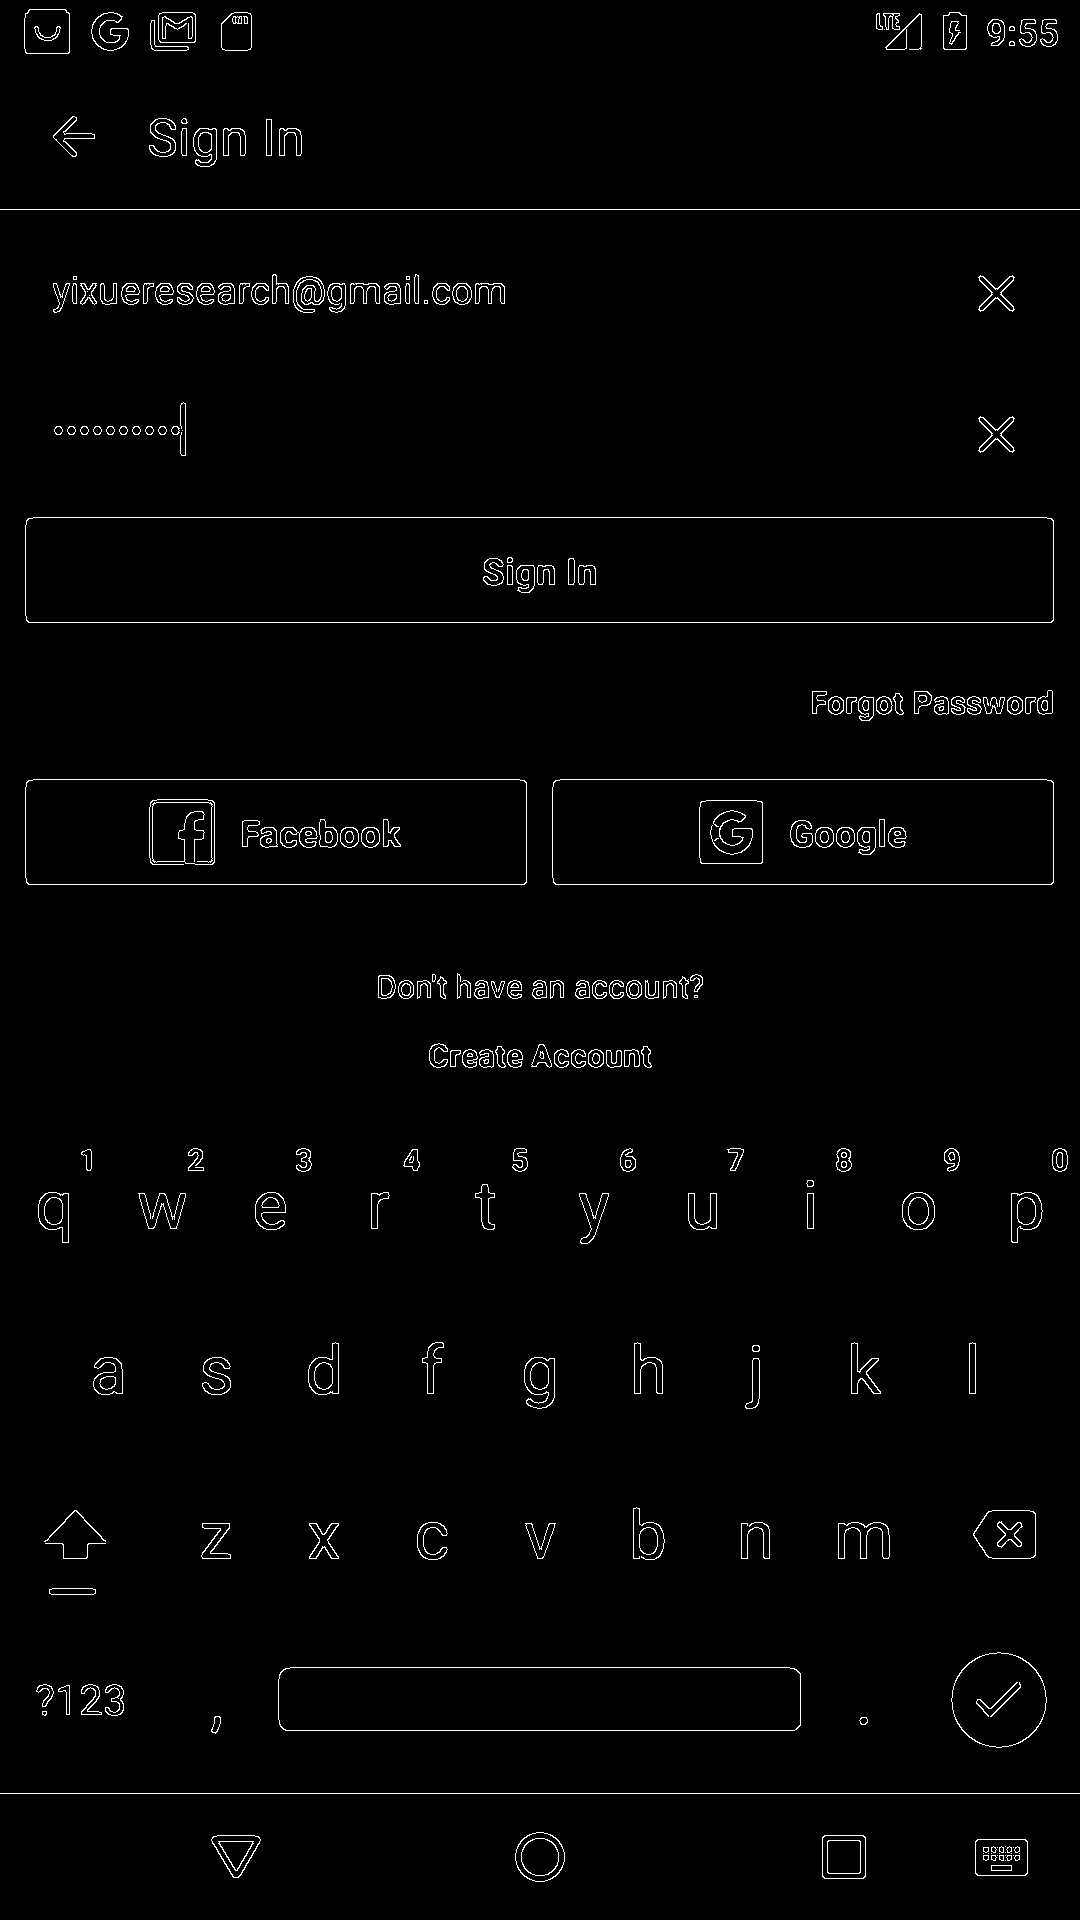 LTE 9:55
Sign In
yixueresearch@gmail.com
••••••••••
Sign In
Forgot Password
Facebook Google
Don't have an account?
Create Account
1 2 3 4 5 6 7 8 9 0
q w e r t y u i o p
a s d f g h j k l
z x c v b n m
?123 , .